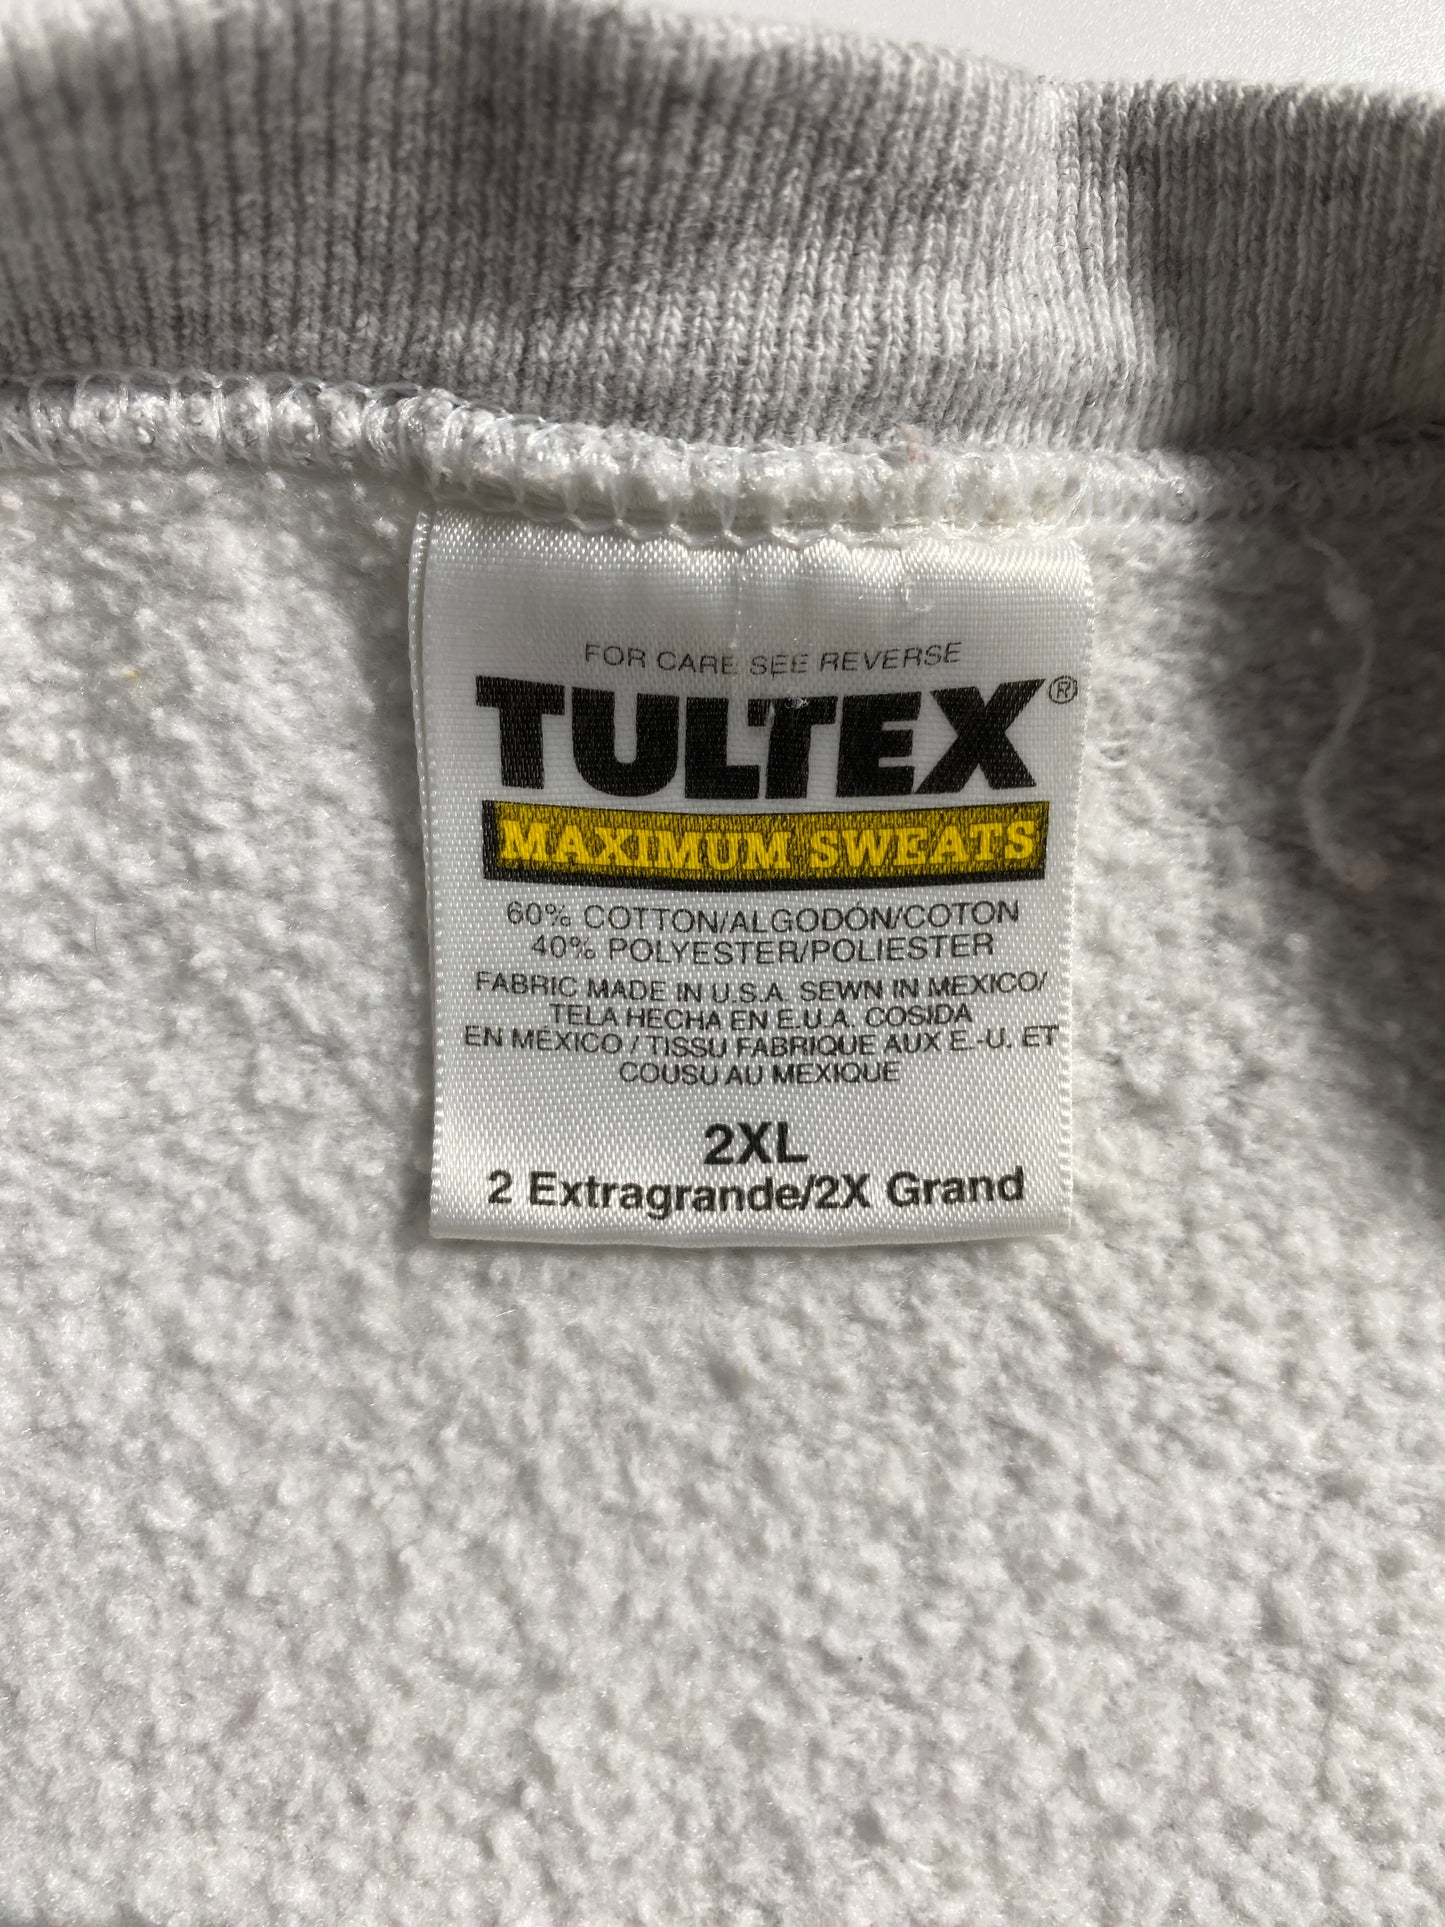 FOR CARE SEE REVERSE
TULTEX®
MAXIMUM SWEATS
60% COTTON/ALGODÓN/COTON
40% POLYESTER/POLIESTER
FABRIC MADE IN U.S.A. SEWN IN MEXICO/
TELA HECHA EN E.U.A. COSIDA
EN MÉXICO / TISSU FABRIQUE AUX E.-U. ET
COUSU AU MEXIQUE
2XL
2 Extragrande/2X Grand